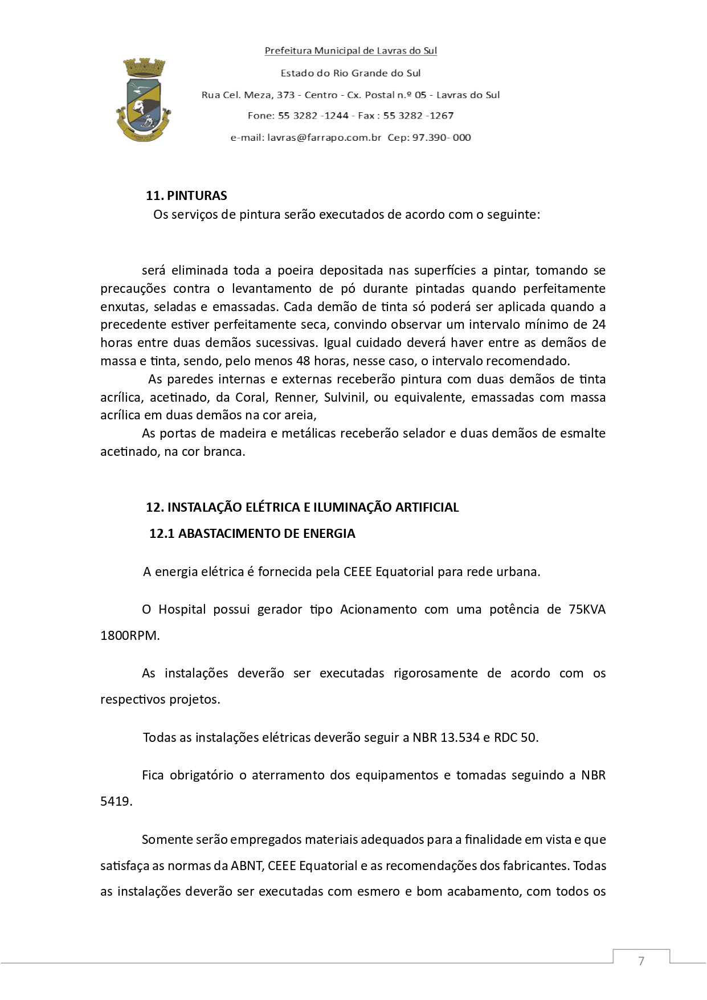 Prefeitura Municipal de Lavras do Sul
Estado do Rio Grande do Sul
Rua Cel. Meza, 373 - Centro - Cx. Postal n.º 05 - Lavras do Sul
Fone: 55 3282 -1244 - Fax : 55 3282 -1267
e-mail: lavras@farrapo.com.br  Cep: 97.390- 000
LAVRAS DO SUL
11. PINTURAS
Os serviços de pintura serão executados de acordo com o seguinte:
será eliminada toda a poeira depositada nas superfícies a pintar, tomando se
precauções contra o levantamento de pó durante pintadas quando perfeitamente
enxutas, seladas e emassadas. Cada demão de tinta só poderá ser aplicada quando a
precedente estiver perfeitamente seca, convindo observar um intervalo mínimo de 24
horas entre duas demãos sucessivas. Igual cuidado deverá haver entre as demãos de
massa e tinta, sendo, pelo menos 48 horas, nesse caso, o intervalo recomendado.
As paredes internas e externas receberão pintura com duas demãos de tinta
acrílica, acetinado, da Coral, Renner, Sulvinil, ou equivalente, emassadas com massa
acrílica em duas demãos na cor areia,
As portas de madeira e metálicas receberão selador e duas demãos de esmalte
acetinado, na cor branca.
12. INSTALAÇÃO ELÉTRICA E ILUMINAÇÃO ARTIFICIAL
12.1 ABASTACIMENTO DE ENERGIA
A energia elétrica é fornecida pela CEEE Equatorial para rede urbana.
O Hospital possui gerador tipo Acionamento com uma potência de 75KVA
1800RPM.
As instalações deverão ser executadas rigorosamente de acordo com os
respectivos projetos.
Todas as instalações elétricas deverão seguir a NBR 13.534 e RDC 50.
Fica obrigatório o aterramento dos equipamentos e tomadas seguindo a NBR
5419.
Somente serão empregados materiais adequados para a finalidade em vista e que
satisfaça as normas da ABNT, CEEE Equatorial e as recomendações dos fabricantes. Todas
as instalações deverão ser executadas com esmero e bom acabamento, com todos os
7